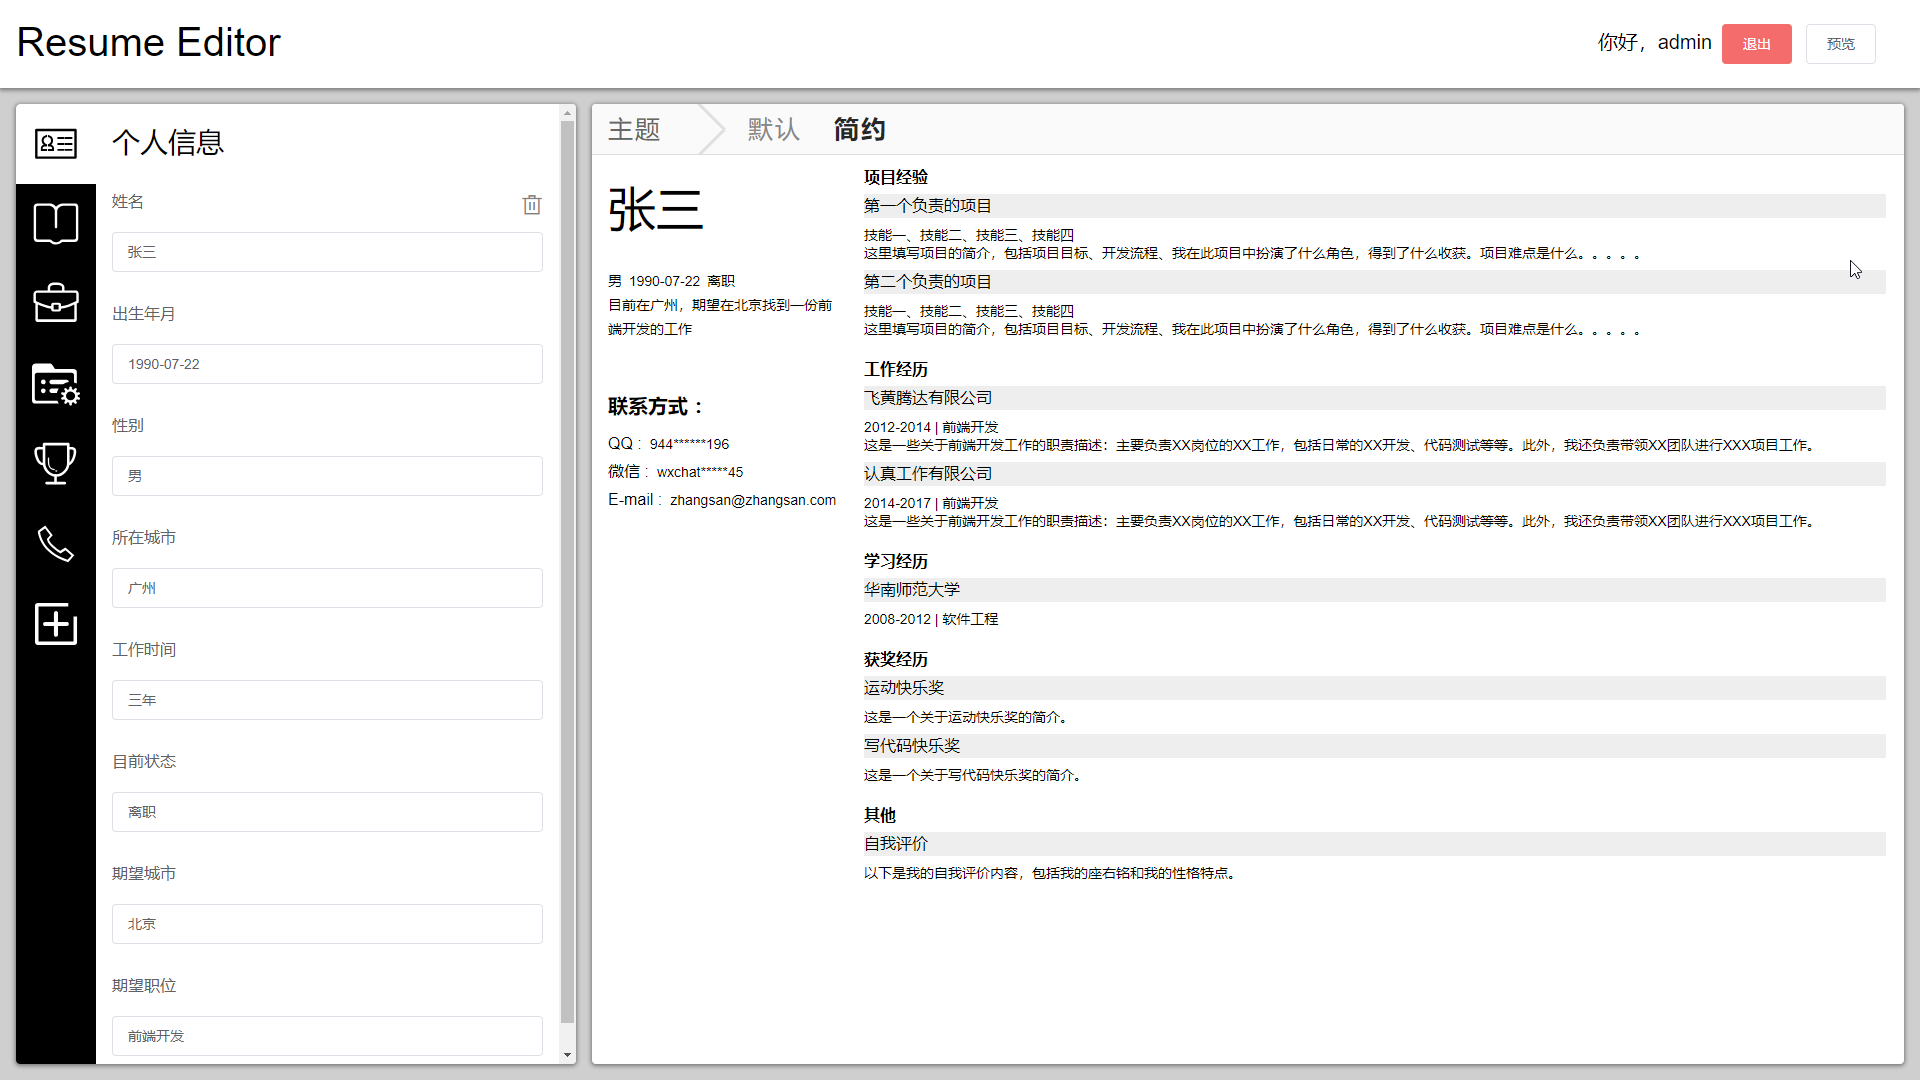 Resume Editor
你好，admin
退出
预览
个人信息
姓名
张三
出生年月
1990-07-22
性别
男
所在城市
广州
工作时间
三年
目前状态
离职
期望城市
北京
期望职位
前端开发
主题
默认
简约
张三
男 1990-07-22 离职
目前在广州，期望在北京找到一份前
端开发的工作
联系方式：
QQ : 944******196
微信 : wxchat*****45
E-mail : zhangsan@zhangsan.com
项目经验
第一个负责的项目
技能一、技能二、技能三、技能四
这里填写项目的简介，包括项目目标、开发流程、我在此项目中扮演了什么角色，得到了什么收获。项目难点是什么。。。。。
第二个负责的项目
技能一、技能二、技能三、技能四
这里填写项目的简介，包括项目目标、开发流程、我在此项目中扮演了什么角色，得到了什么收获。项目难点是什么。。。。。
工作经历
飞黄腾达有限公司
2012-2014 | 前端开发
这是一些关于前端开发工作的职责描述：主要负责XX岗位的XX工作，包括日常的XX开发、代码测试等等。此外，我还负责带领XX团队进行XXX项目工作。
认真工作有限公司
2014-2017 | 前端开发
这是一些关于前端开发工作的职责描述：主要负责XX岗位的XX工作，包括日常的XX开发、代码测试等等。此外，我还负责带领XX团队进行XXX项目工作。
学习经历
华南师范大学
2008-2012 | 软件工程
获奖经历
运动快乐奖
这是一个关于运动快乐奖的简介。
写代码快乐奖
这是一个关于写代码快乐奖的简介。
其他
自我评价
以下是我的自我评价内容，包括我的座右铭和我的性格特点。